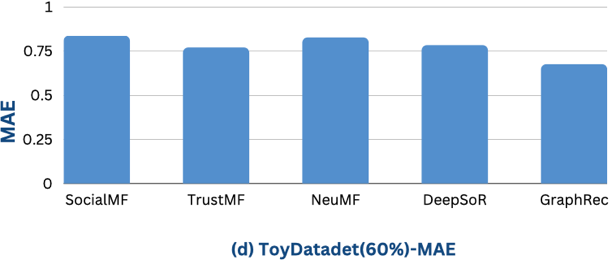 1
0.75
0.5
0.25
0
MAE
SocialMF TrustMF NeuMF DeepSoR GraphRec
(d) ToyDatadet(60%)-MAE